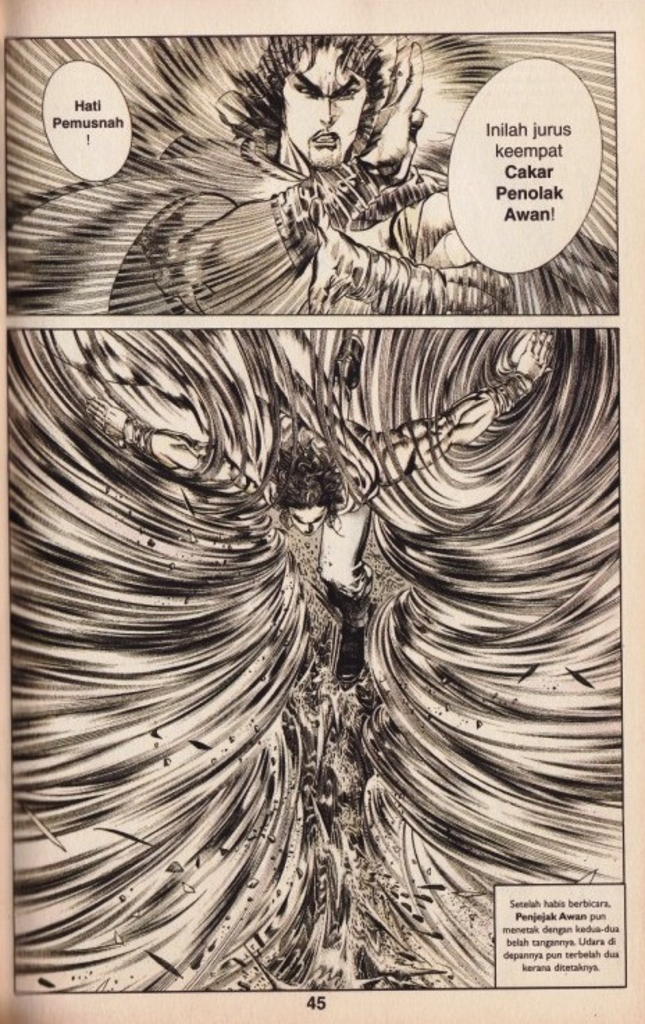 Hati
Pemusnah
!
Inilah jurus
keempat
Cakar
Penolak
Awan!
Setelah habis berbicara,
Penjejak Awan pun
menetak dengan kedua-dua
belah tangannya. Udara di
depannya pun terbelah dua
kerana ditetaknya.
45